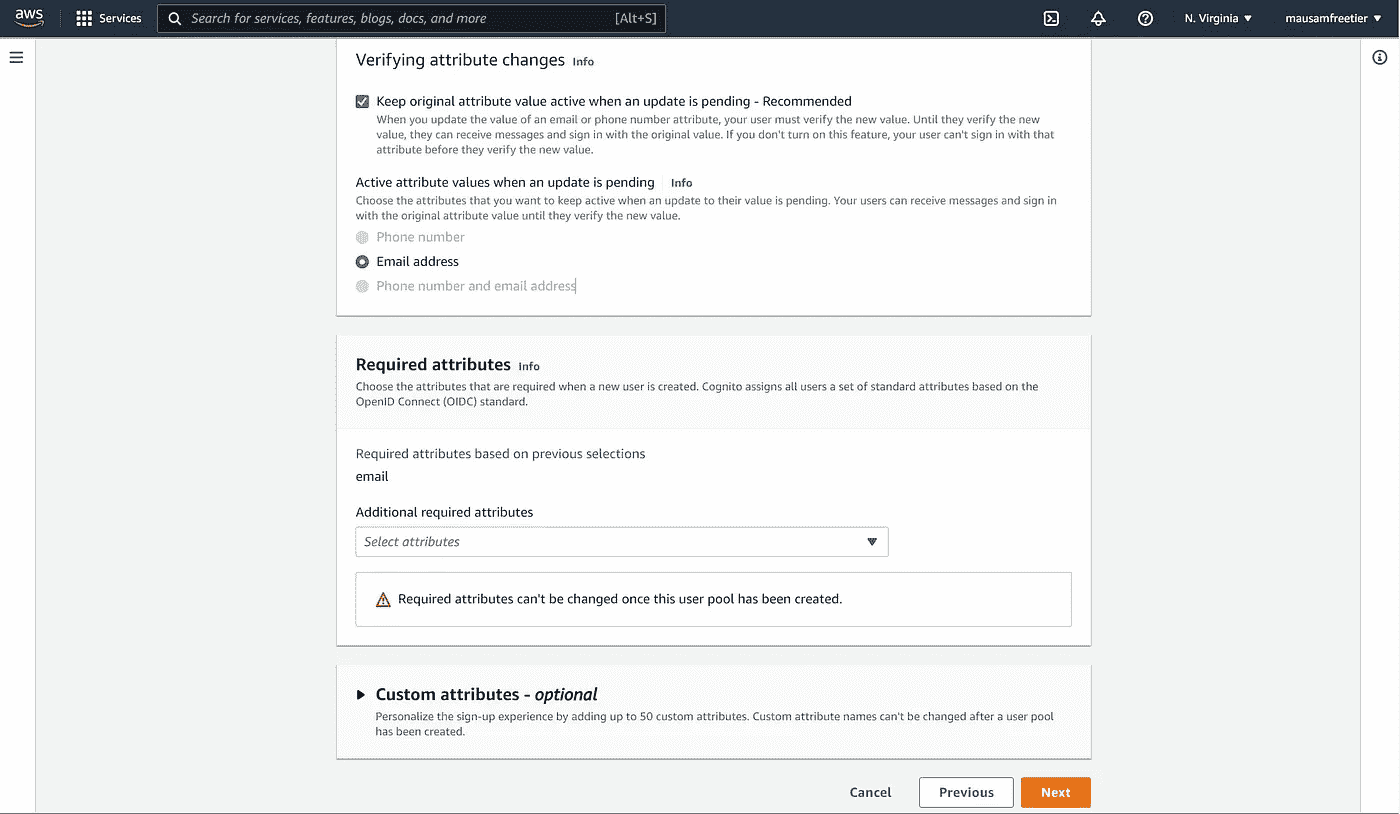 aws Services Search for services, features, blogs, docs, and more [Alt+S] N. Virginia mausamfreetier
Verifying attribute changes Info
Keep original attribute value active when an update is pending - Recommended
When you update the value of an email or phone number attribute, your user must verify the new value. Until they verify the new
value, they can receive messages and sign in with the original value. If you don't turn on this feature, your user can't sign in with that
attribute before they verify the new value.
Active attribute values when an update is pending Info
Choose the attributes that you want to keep active when an update to their value is pending. Your users can receive messages and sign in
with the original attribute value until they verify the new value.
Phone number
Email address
Phone number and email address
Required attributes Info
Choose the attributes that are required when a new user is created. Cognito assigns all users a set of standard attributes based on the
OpenID Connect (OIDC) standard.
Required attributes based on previous selections
email
Additional required attributes
Select attributes
Required attributes can't be changed once this user pool has been created.
Custom attributes - optional
Personalize the sign-up experience by adding up to 50 custom attributes. Custom attribute names can't be changed after a user pool
has been created.
Cancel Previous Next